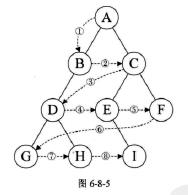 A
①
B ② C
③
D ④ E ⑤ F
⑥
G ⑦ H ⑧ I
图 6-8-5